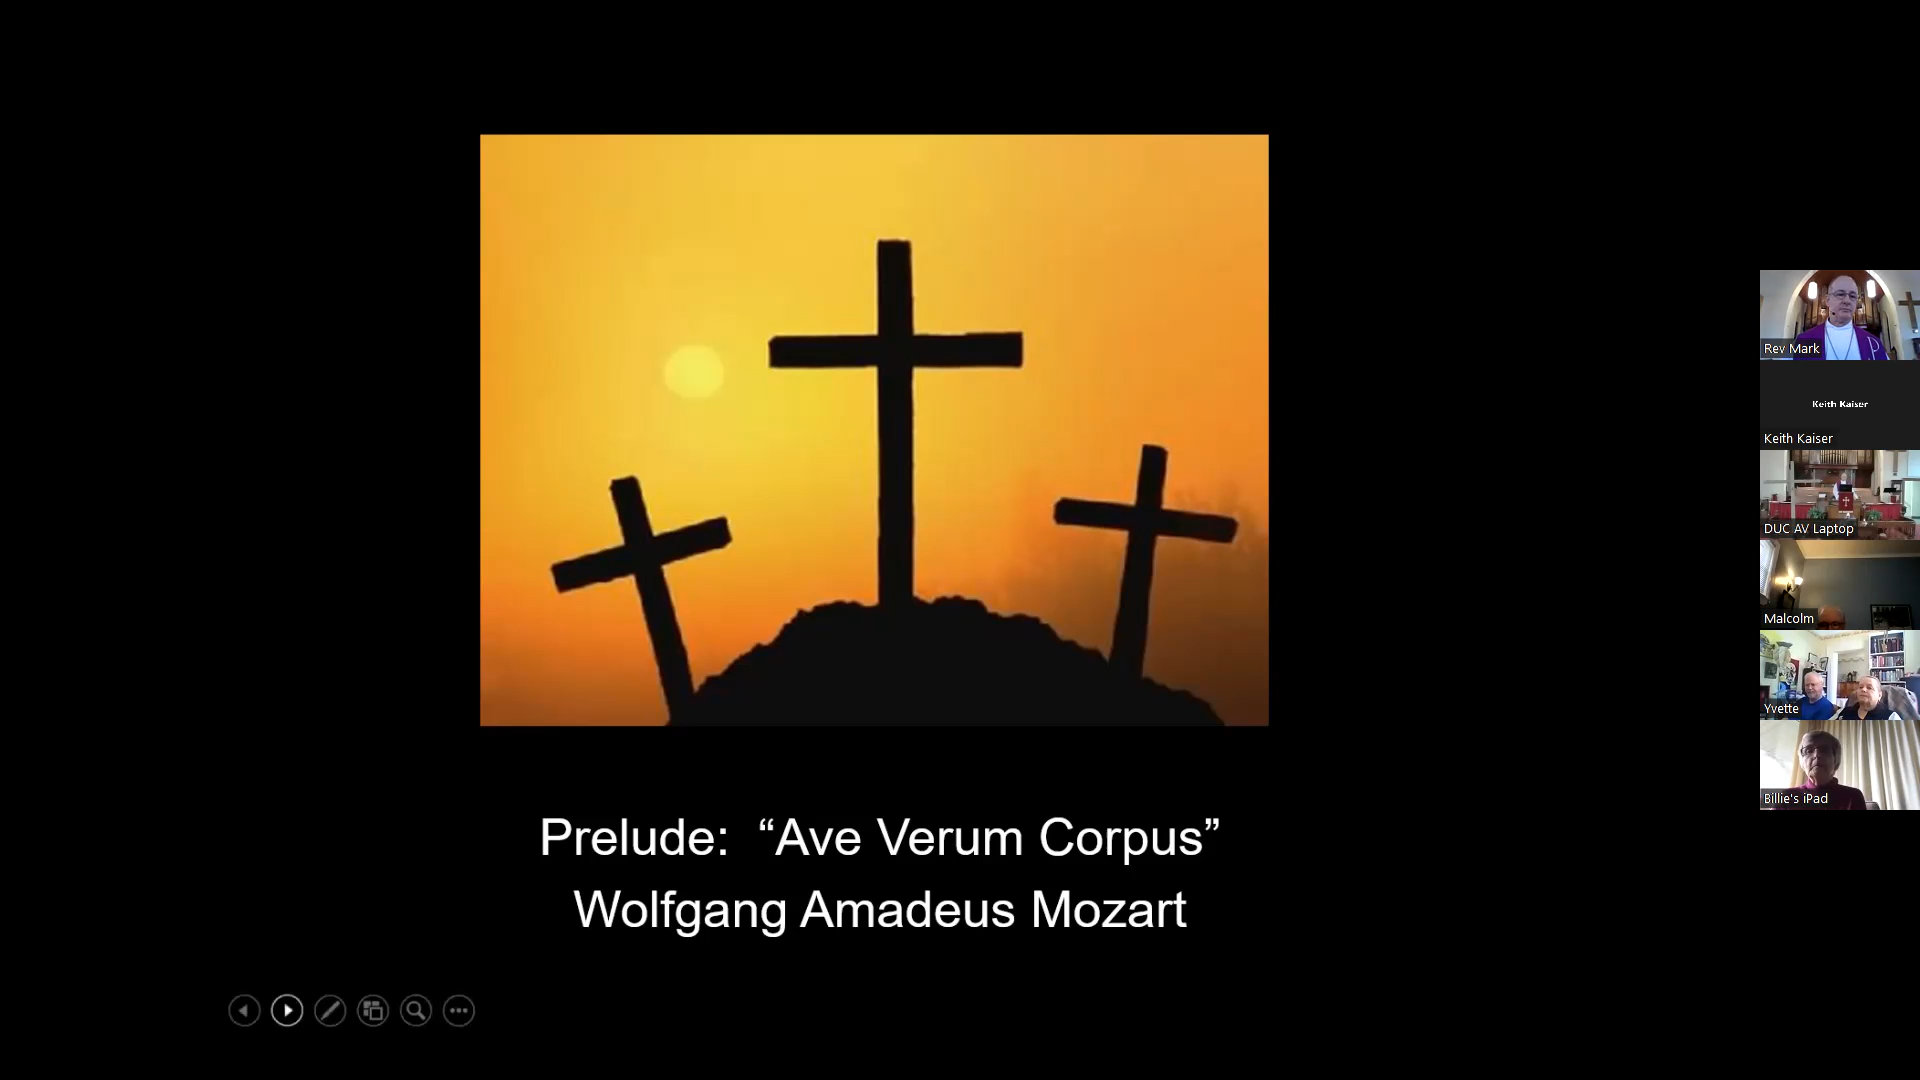 Prelude:  “Ave Verum Corpus”
Wolfgang Amadeus Mozart
Rev Mark
Keith Kaiser
Keith Kaiser
DUC AV Laptop
Malcolm
Yvette
Billie's iPad